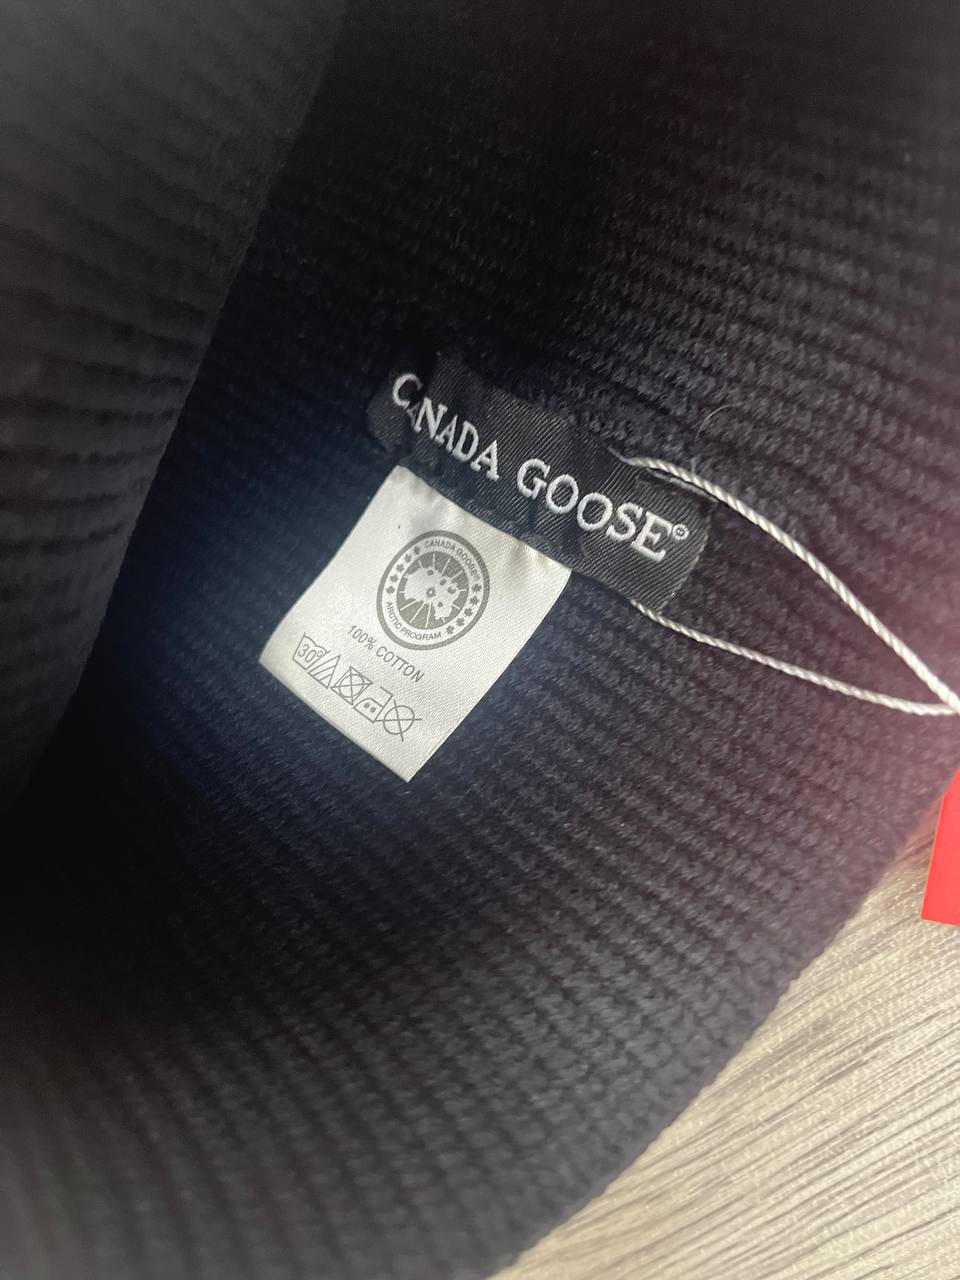 CANADA GOOSE®
CANADA GOOSE®
ARCTIC PROGRAM
100% COTTON
30°